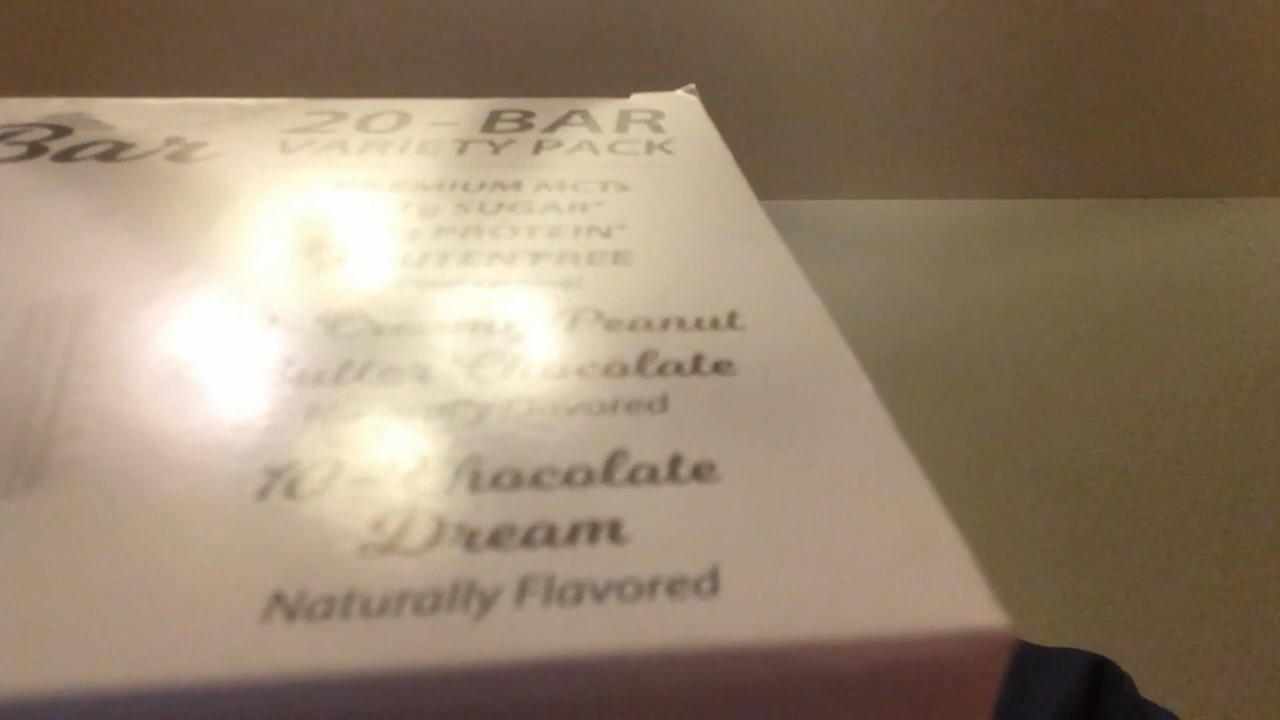 Bar
20-BAR
VARIETY PACK
PREMIUM MCTs
SUGAR*
PROTEIN*
GLUTEN FREE
Creamy Peanut
Butter Chocolate
Naturally Flavored
10 - Chocolate
Dream
Naturally Flavored